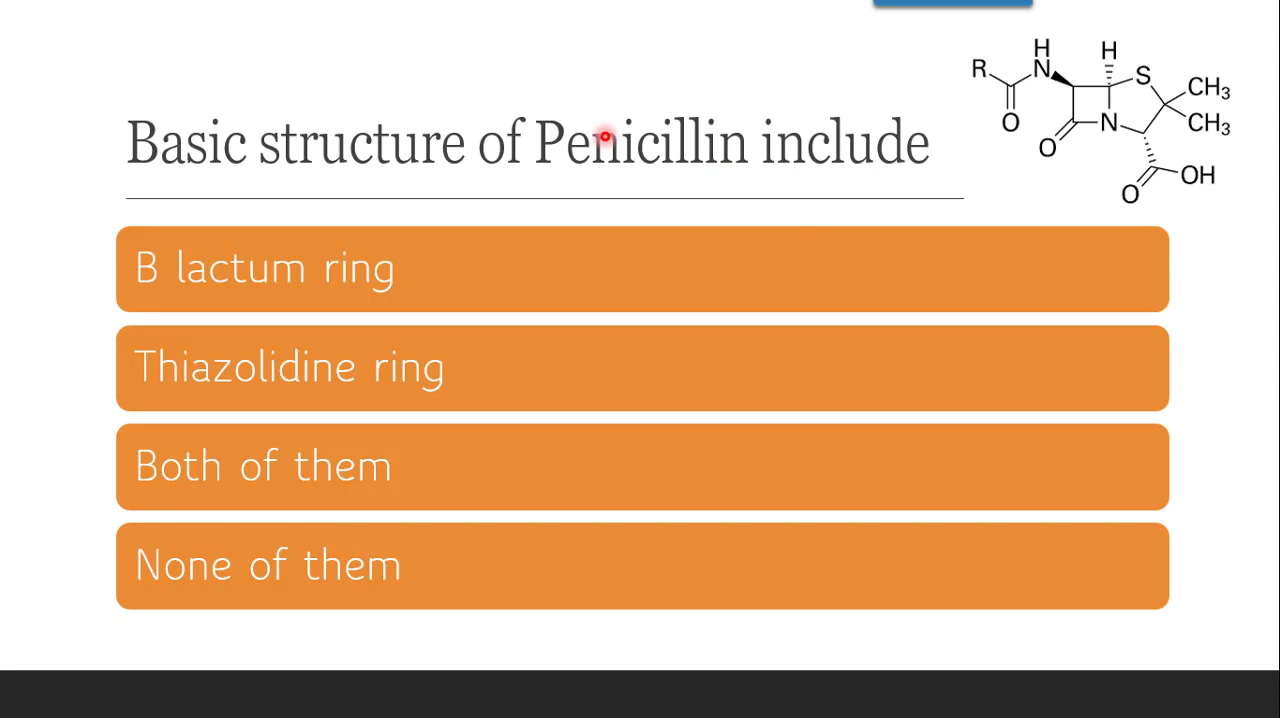 Basic structure of Penicillin include
H
H
R
N
S
CH3
O
N
CH3
O
OH
O
B lactum ring
Thiazolidine ring
Both of them
None of them